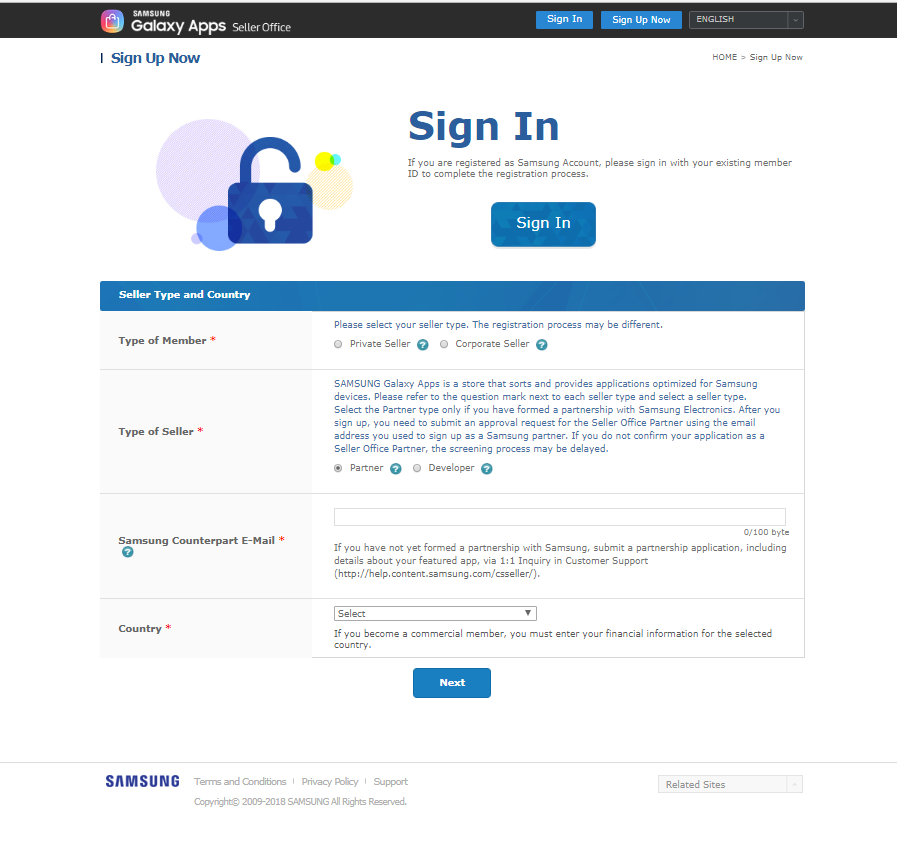 SAMSUNG
Galaxy Apps Seller Office
Sign In
Sign Up Now
ENGLISH
Sign Up Now
HOME > Sign Up Now
Sign In
If you are registered as Samsung Account, please sign in with your existing member
ID to complete the registration process.
Sign In
Seller Type and Country
Type of Member *
Please select your seller type. The registration process may be different.
Private Seller ? Corporate Seller ?
Type of Seller *
SAMSUNG Galaxy Apps is a store that sorts and provides applications optimized for Samsung
devices. Please refer to the question mark next to each seller type and select a seller type.
Select the Partner type only if you have formed a partnership with Samsung Electronics. After you
sign up, you need to submit an approval request for the Seller Office Partner using the email
address you used to sign up as a Samsung partner. If you do not confirm your application as a
Seller Office Partner, the screening process may be delayed.
Partner ? Developer ?
Samsung Counterpart E-Mail *
?
0/100 byte
If you have not yet formed a partnership with Samsung, submit a partnership application, including
details about your featured app, via 1:1 Inquiry in Customer Support
(http://help.content.samsung.com/csseller/).
Country *
Select
If you become a commercial member, you must enter your financial information for the selected
country.
Next
SAMSUNG
Terms and Conditions | Privacy Policy | Support
Copyright© 2009-2018 SAMSUNG All Rights Reserved.
Related Sites